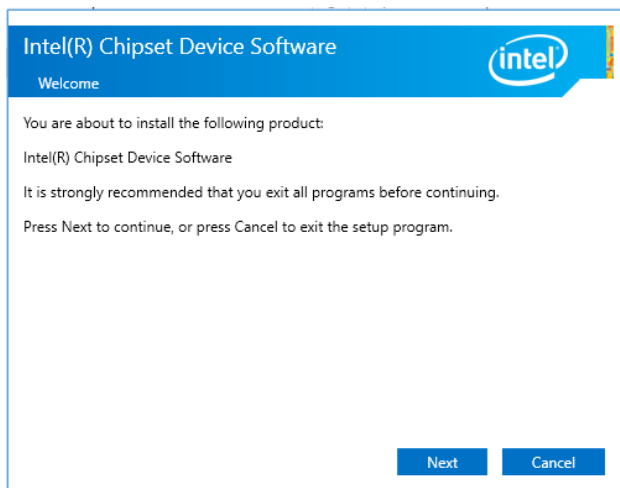 Intel(R) Chipset Device Software
intel
Welcome
You are about to install the following product:
Intel(R) Chipset Device Software
It is strongly recommended that you exit all programs before continuing.
Press Next to continue, or press Cancel to exit the setup program.
Next Cancel